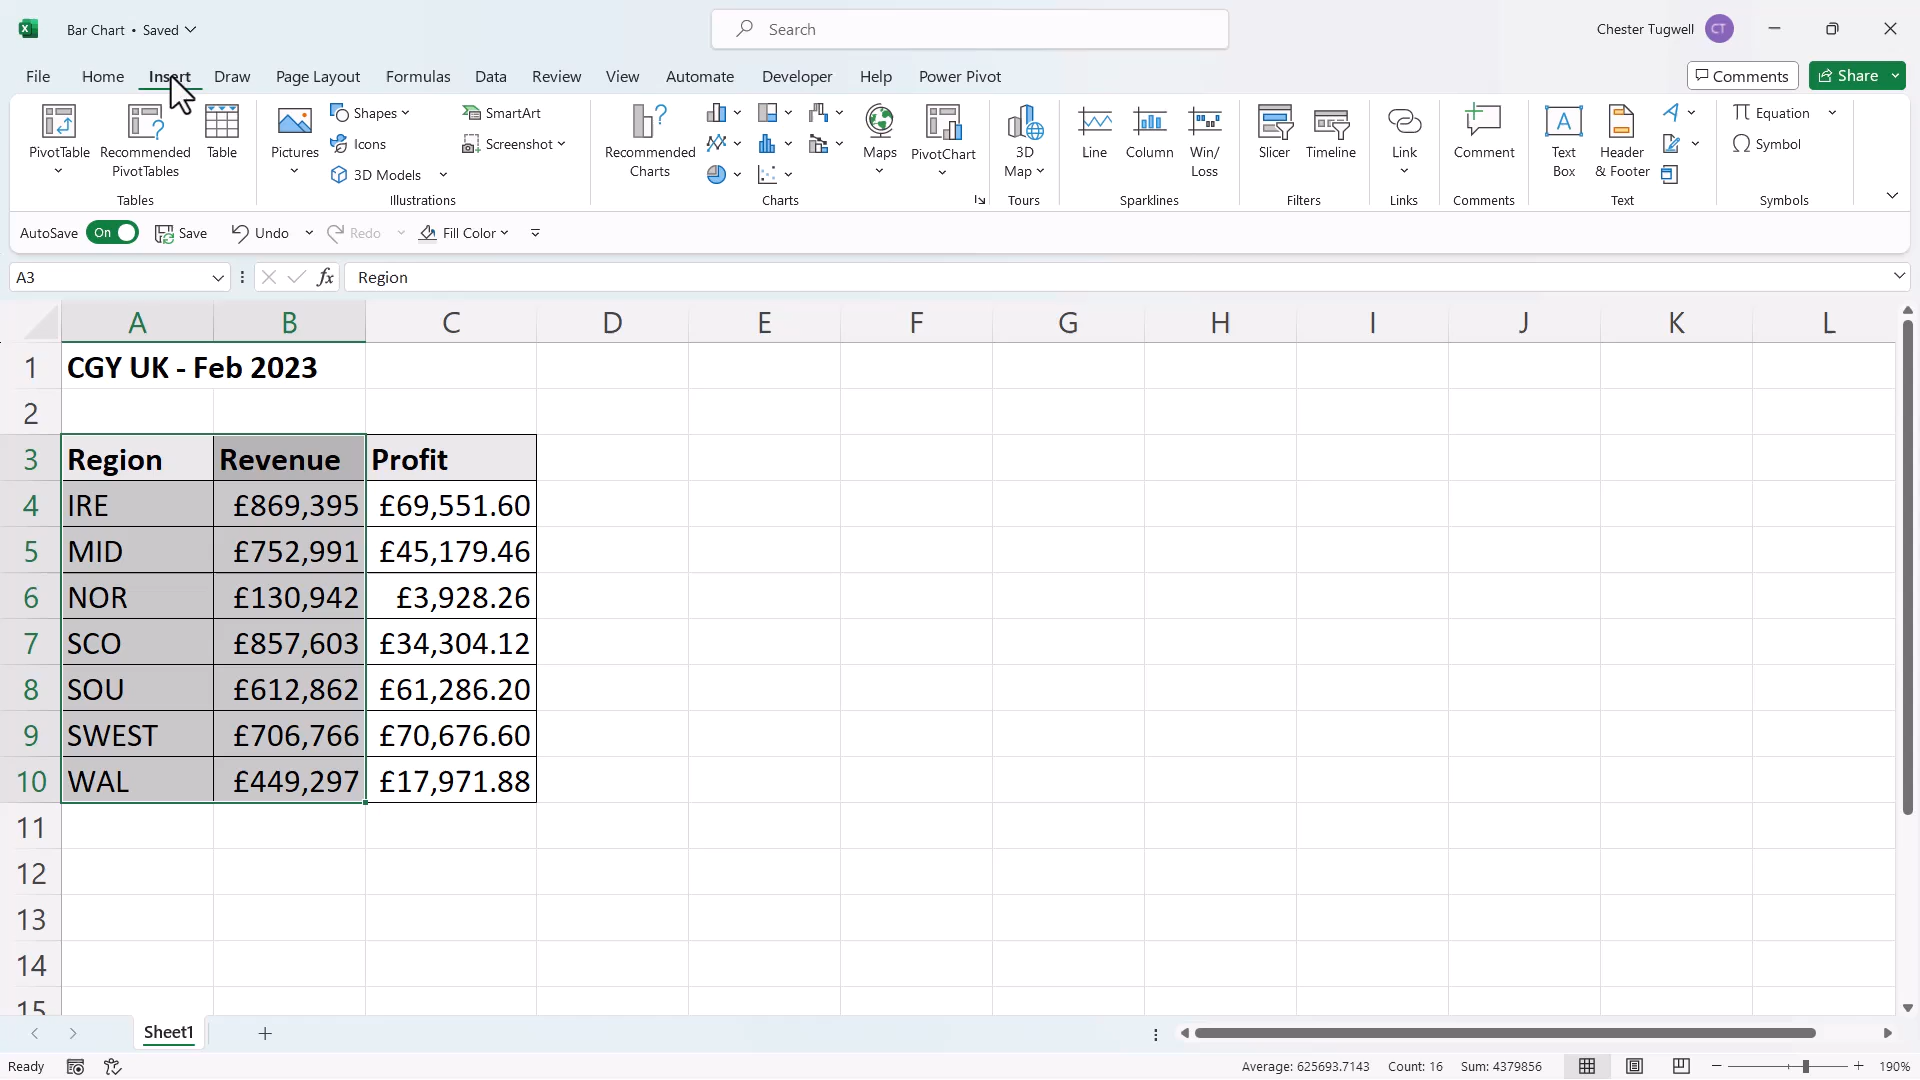 Bar Chart • Saved
Search
Chester Tugwell CT
File Home Insert Draw Page Layout Formulas Data Review View Automate Developer Help Power Pivot
Comments Share
PivotTable
Recommended
PivotTables
Table
Tables
Pictures
Shapes
Icons
3D Models
SmartArt
Screenshot
Illustrations
Recommended
Charts
Maps
PivotChart
Charts
3D
Map
Tours
Line
Column
Win/
Loss
Sparklines
Slicer
Timeline
Filters
Link
Links
Comment
Comments
Text
Box
Header
& Footer
Text
Equation
Symbol
Symbols
AutoSave On Save Undo Redo Fill Color
A3 fx Region
A B C D E F G H I J K L
1 CGY UK - Feb 2023
2
3 Region Revenue Profit
4 IRE £869,395 £69,551.60
5 MID £752,991 £45,179.46
6 NOR £130,942 £3,928.26
7 SCO £857,603 £34,304.12
8 SOU £612,862 £61,286.20
9 SWEST £706,766 £70,676.60
10 WAL £449,297 £17,971.88
11
12
13
14
15
Sheet1
Ready Average: 625693.7143 Count: 16 Sum: 4379856 190%